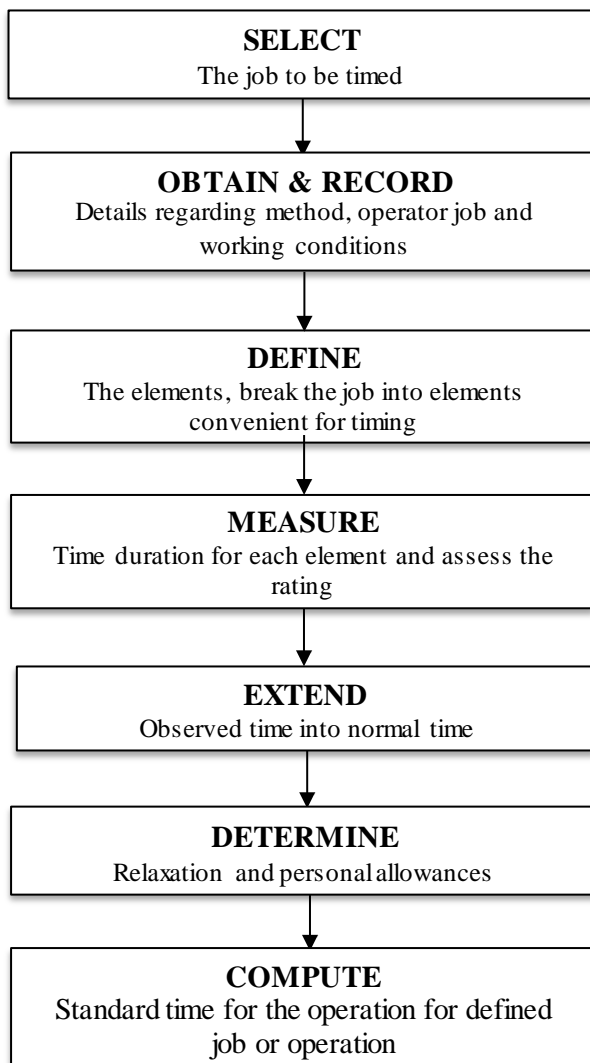 SELECT
The job to be timed
OBTAIN & RECORD
Details regarding method, operator job and
working conditions
DEFINE
The elements, break the job into elements
convenient for timing
MEASURE
Time duration for each element and assess the
rating
EXTEND
Observed time into normal time
DETERMINE
Relaxation and personal allowances
COMPUTE
Standard time for the operation for defined
job or operation